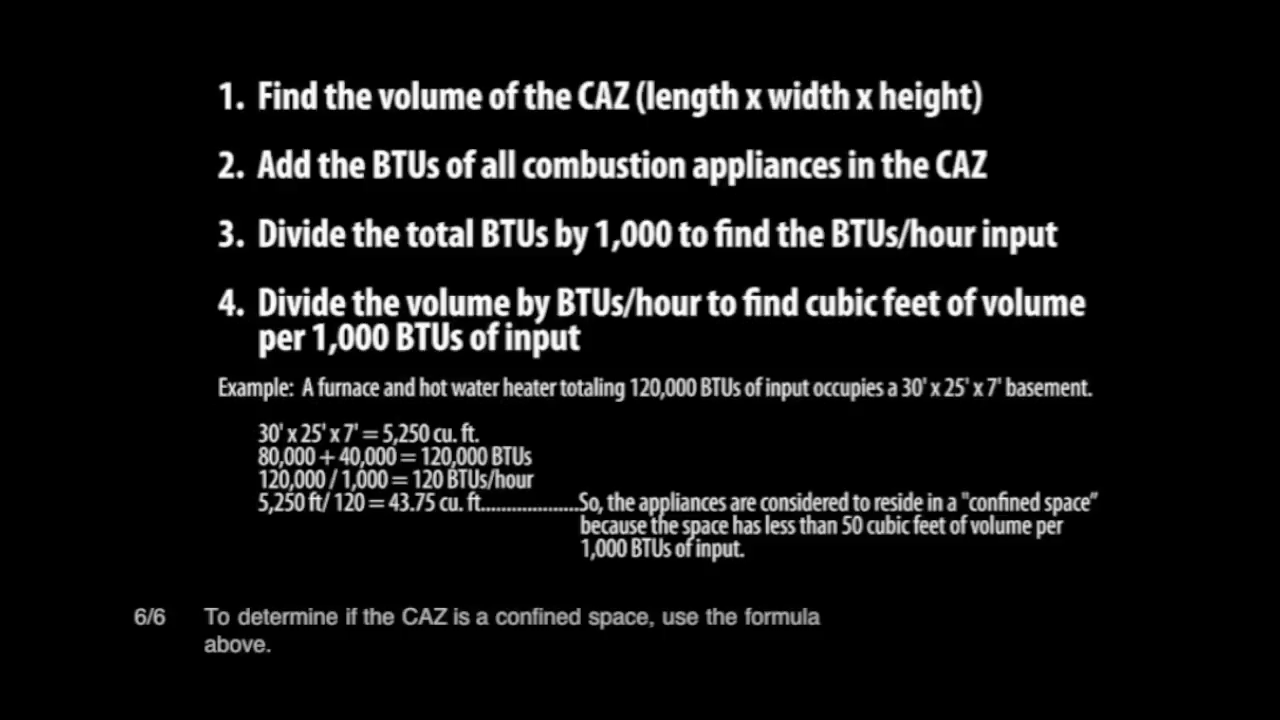 1. Find the volume of the CAZ (length x width x height)
2. Add the BTUs of all combustion appliances in the CAZ
3. Divide the total BTUs by 1,000 to find the BTUs/hour input
4. Divide the volume by BTUs/hour to find cubic feet of volume
per 1,000 BTUs of input
Example: A furnace and hot water heater totaling 120,000 BTUs of input occupies a 30' x 25' x 7' basement.
30' x 25' x 7' = 5,250 cu. ft.
80,000 + 40,000 = 120,000 BTUs
120,000 / 1,000 = 120 BTUs/hour
5,250 ft/ 120 = 43.75 cu. ft...................So, the appliances are considered to reside in a "confined space"
because the space has less than 50 cubic feet of volume per
1,000 BTUs of input.
6/6 To determine if the CAZ is a confined space, use the formula
above.